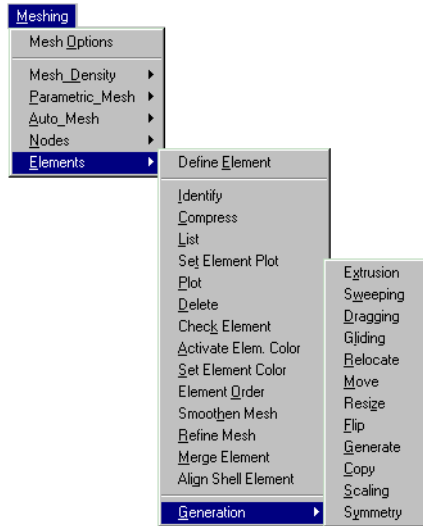 Meshing
Mesh Options
Mesh_Density
Parametric_Mesh
Auto_Mesh
Nodes
Elements
Define Element
Identify
Compress
List
Set Element Plot
Plot
Delete
Check Element
Activate Elem. Color
Set Element Color
Element Order
Smoothen Mesh
Refine Mesh
Merge Element
Align Shell Element
Generation
Extrusion
Sweeping
Dragging
Gliding
Relocate
Move
Resize
Flip
Generate
Copy
Scaling
Symmetry